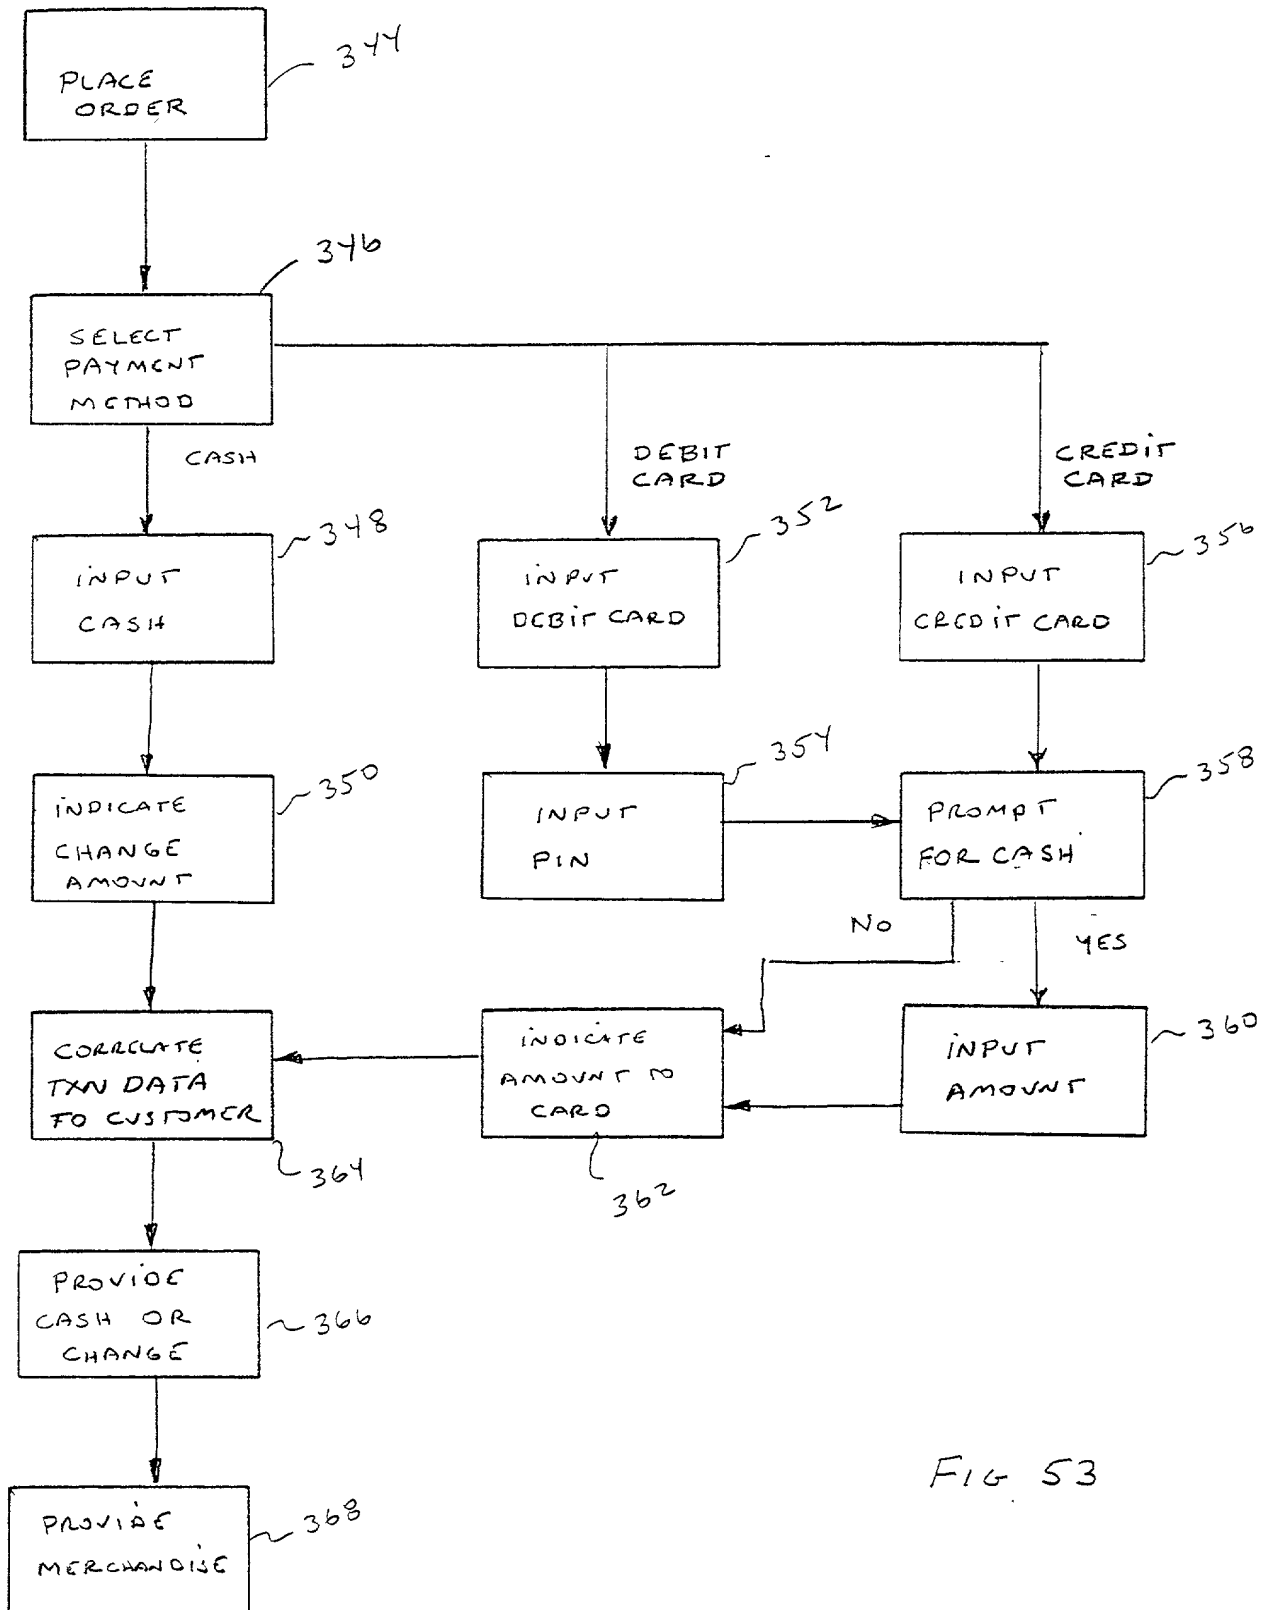 PLACE
ORDER
344
346
SELECT
PAYMENT
METHOD
CASH
DEBIT
CARD
CREDIT
CARD
348
352
356
INPUT
CASH
INPUT
DEBIT CARD
INPUT
CREDIT CARD
350
354
358
INDICATE
CHANGE
AMOUNT
INPUT
PIN
PROMPT
FOR CASH
NO
YES
CORRELATE
TXN DATA
TO CUSTOMER
INDICATE
AMOUNT TO
CARD
INPUT
AMOUNT
360
364
362
PROVIDE
CASH OR
CHANGE
366
PROVIDE
MERCHANDISE
368
FIG 53